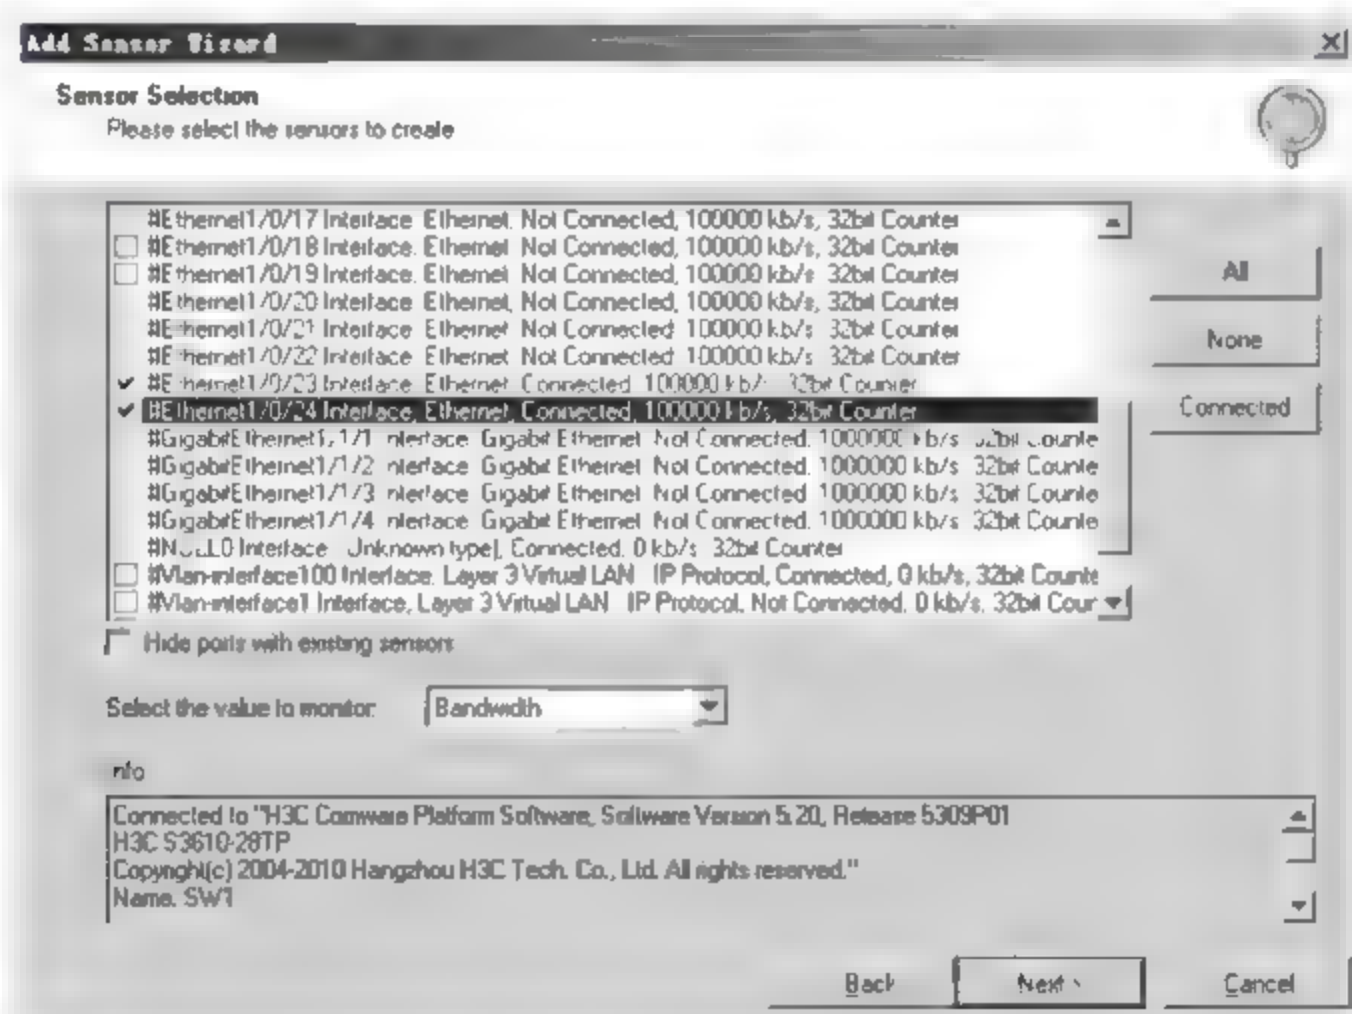 Add Sensor Wizard
Sensor Selection
Please select the sensors to create
#Ethernet1/0/17 Interface. Ethernet. Not Connected, 100000 kb/s, 32bit Counter
#Ethernet1/0/18 Interface. Ethernet. Not Connected, 100000 kb/s, 32bit Counter
#Ethernet1/0/19 Interface. Ethernet. Not Connected, 100000 kb/s, 32bit Counter
#Ethernet1/0/20 Interface. Ethernet, Not Connected, 100000 kb/s, 32bit Counter
#Ethernet1/0/21 Interface Ethernet Not Connected 100000 kb/s 32bit Counter
#Ethernet1/0/22 Interface Ethernet Not Connected 100000 kb/s 32bit Counter
#Ethernet1/0/23 Interface Ethernet Connected 100000 kb/s 32bit Counter
#Ethernet1/0/24 Interface, Ethernet, Connected, 100000 kb/s, 32bit Counter
#GigabitEthernet1/1/1 Interface Gigabit Ethernet Not Connected. 1000000 kb/s 32bit Counte
#GigabitEthernet1/1/2 Interface Gigabit Ethernet Not Connected. 1000000 kb/s 32bit Counte
#GigabitEthernet1/1/3 Interface Gigabit Ethernet Not Connected. 1000000 kb/s 32bit Counte
#GigabitEthernet1/1/4 Interface Gigabit Ethernet Not Connected. 1000000 kb/s 32bit Counte
#NULL0 Interface Unknown type], Connected. 0 kb/s 32bit Counter
#Vlan-interface100 Interface. Layer 3 Virtual LAN IP Protocol, Connected, 0 kb/s, 32bit Counte
#Vlan-interface1 Interface, Layer 3 Virtual LAN IP Protocol, Not Connected. 0 kb/s, 32bit Cour
All
None
Connected
Hide ports with existing sensors
Select the value to monitor
Bandwidth
Info
Connected to "H3C Comware Platform Software, Software Version 5.20, Release 5309P01
H3C S3610-28TP
Copyright(c) 2004-2010 Hangzhou H3C Tech. Co., Ltd. All rights reserved."
Name. SW1
Back
Next >
Cancel